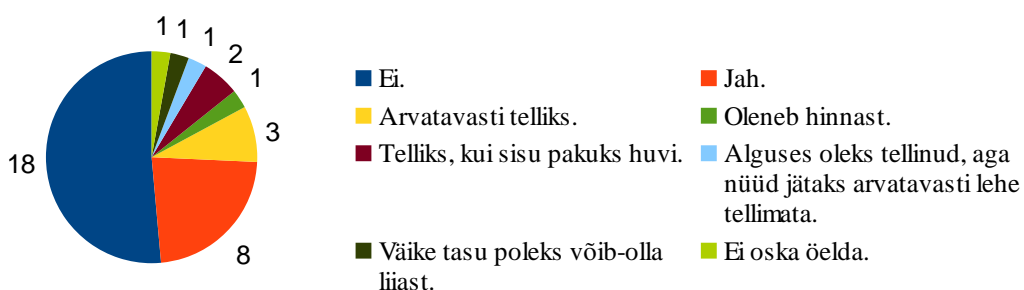 1
1
1
2
1
3
8
18
Ei.
Jah.
Arvatavasti telliks.
Oleneb hinnast.
Telliks, kui sisu pakuks huvi.
Alguses oleks tellinud, aga
nüüd jätaks arvatavasti lehe
tellimata.
Väike tasu poleks võib-olla
liiast.
Ei oska öelda.